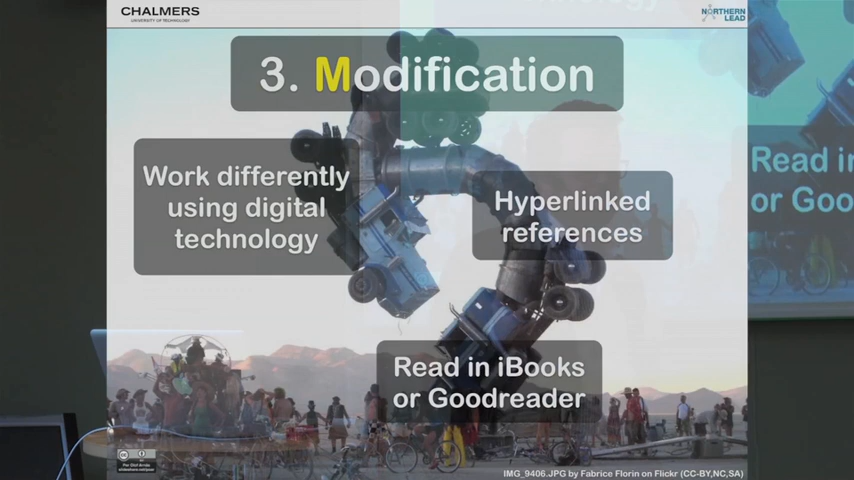 CHALMERS
UNIVERSITY OF TECHNOLOGY
NORTHERN
LEAD
3. Modification
Work differently
using digital
technology
Hyperlinked
references
Read in iBooks
or Goodreader
Read in
or Goo
IMG_9406.JPG by Fabrice Florin on Flickr (CC-BY,NC,SA)